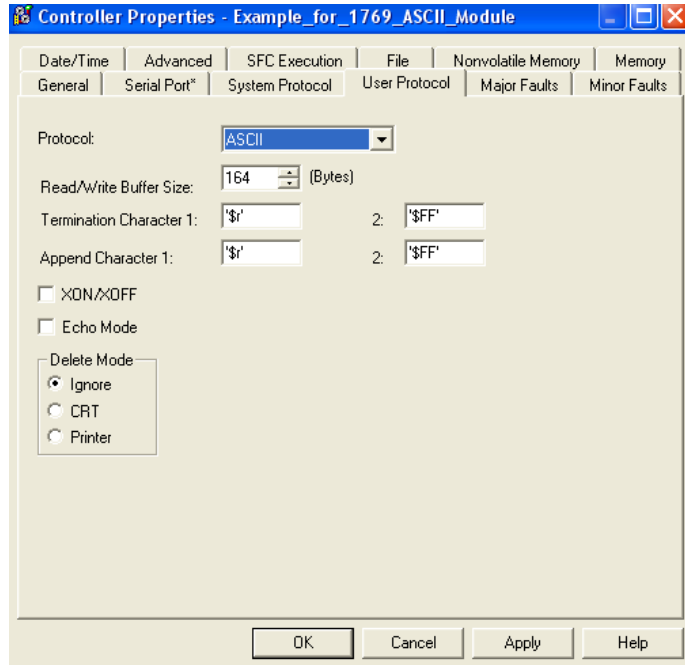 Controller Properties - Example_for_1769_ASCII_Module
Date/Time Advanced SFC Execution File Nonvolatile Memory Memory
General Serial Port* System Protocol User Protocol Major Faults Minor Faults
Protocol: ASCII
Read/Write Buffer Size: 164 (Bytes)
Termination Character 1: '$r' 2: '$FF'
Append Character 1: '$r' 2: '$FF'
XON/XOFF
Echo Mode
Delete Mode
Ignore
CRT
Printer
OK Cancel Apply Help